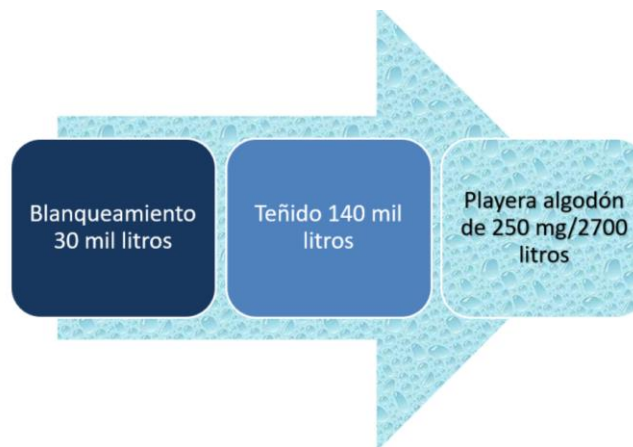 Blanqueamiento
30 mil litros
Teñido 140 mil
litros
Playera algodón
de 250 mg/2700
litros